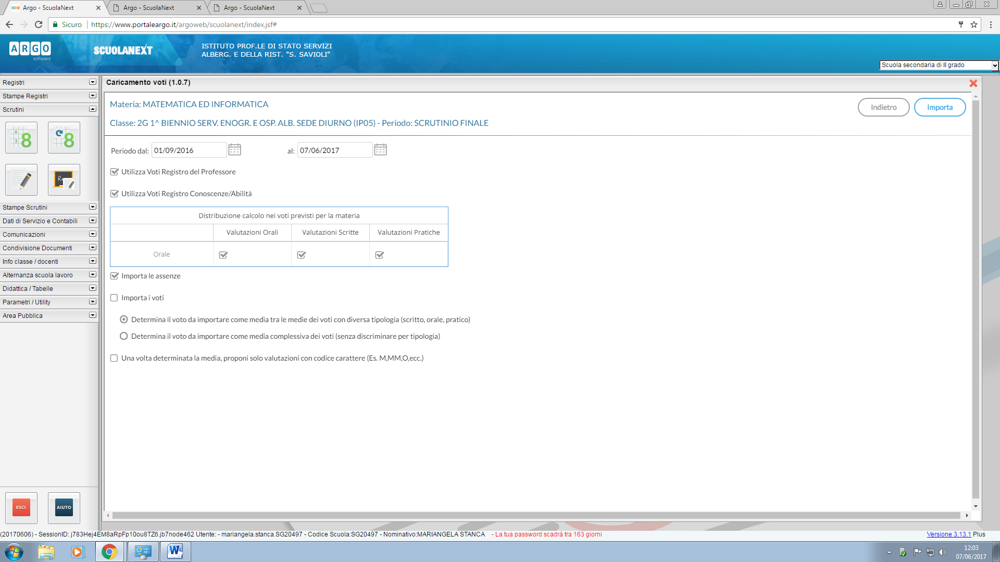 Argo - ScuolaNext
Argo - ScuolaNext
Argo - ScuolaNext
Sicuro
https://www.portaleargo.it/argoweb/scuolanext/index.jsf#
ARGO
software
SCUOLANEXT
ISTITUTO PROF.LE DI STATO SERVIZI
ALBERG. E DELLA RIST. "S. SAVIOLI"
Scuola secondaria di II grado
Registri
Stampe Registri
Scrutini
6
3
8
8
Stampe Scrutini
Dati di Servizio e Contabili
Comunicazioni
Condivisione Documenti
Info classe / docenti
Alternanza scuola lavoro
Didattica / Tabelle
Parametri / Utility
Area Pubblica
ESCI
AIUTO
Caricamento voti (1.0.7)
Materia: MATEMATICA ED INFORMATICA
Indietro
Importa
Classe: 2G 1^ BIENNIO SERV. ENOGR. E OSP. ALB. SEDE DIURNO (IP05) - Periodo: SCRUTINIO FINALE
Periodo dal: 01/09/2016 al: 07/06/2017
Utilizza Voti Registro del Professore
Utilizza Voti Registro Conoscenze/Abilità
Distribuzione calcolo nei voti previsti per la materia
Valutazioni Orali Valutazioni Scritte Valutazioni Pratiche
Orale
Importa le assenze
Importa i voti
Determina il voto da importare come media tra le medie dei voti con diversa tipologia (scritto, orale, pratico)
Determina il voto da importare come media complessiva dei voti (senza discriminare per tipologia)
Una volta determinata la media, proponi solo valutazioni con codice carattere (Es. M,MM,O,ecc.)
(20170606) - SessionID: j783Hej4EM8aRpFp10ou8TZ6.jb7node462 Utente: - mariangela.stanca.SG20497 - Codice Scuola:SG20497 - Nominativo:MARIANGELA STANCA - La tua password scadrà tra 163 giorni
Versione 3.13.1 Plus
12:03
07/06/2017